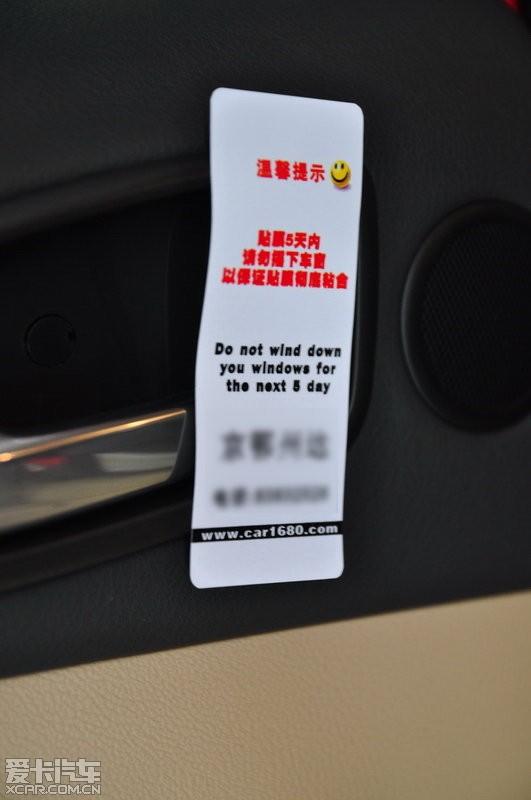 温馨提示
贴膜5天内
请勿摇下车窗
以保证贴膜彻底粘合
Do not wind down
you windows for
the next 5 day
www.car1680.com
爱卡汽车
XCAR.COM.CN